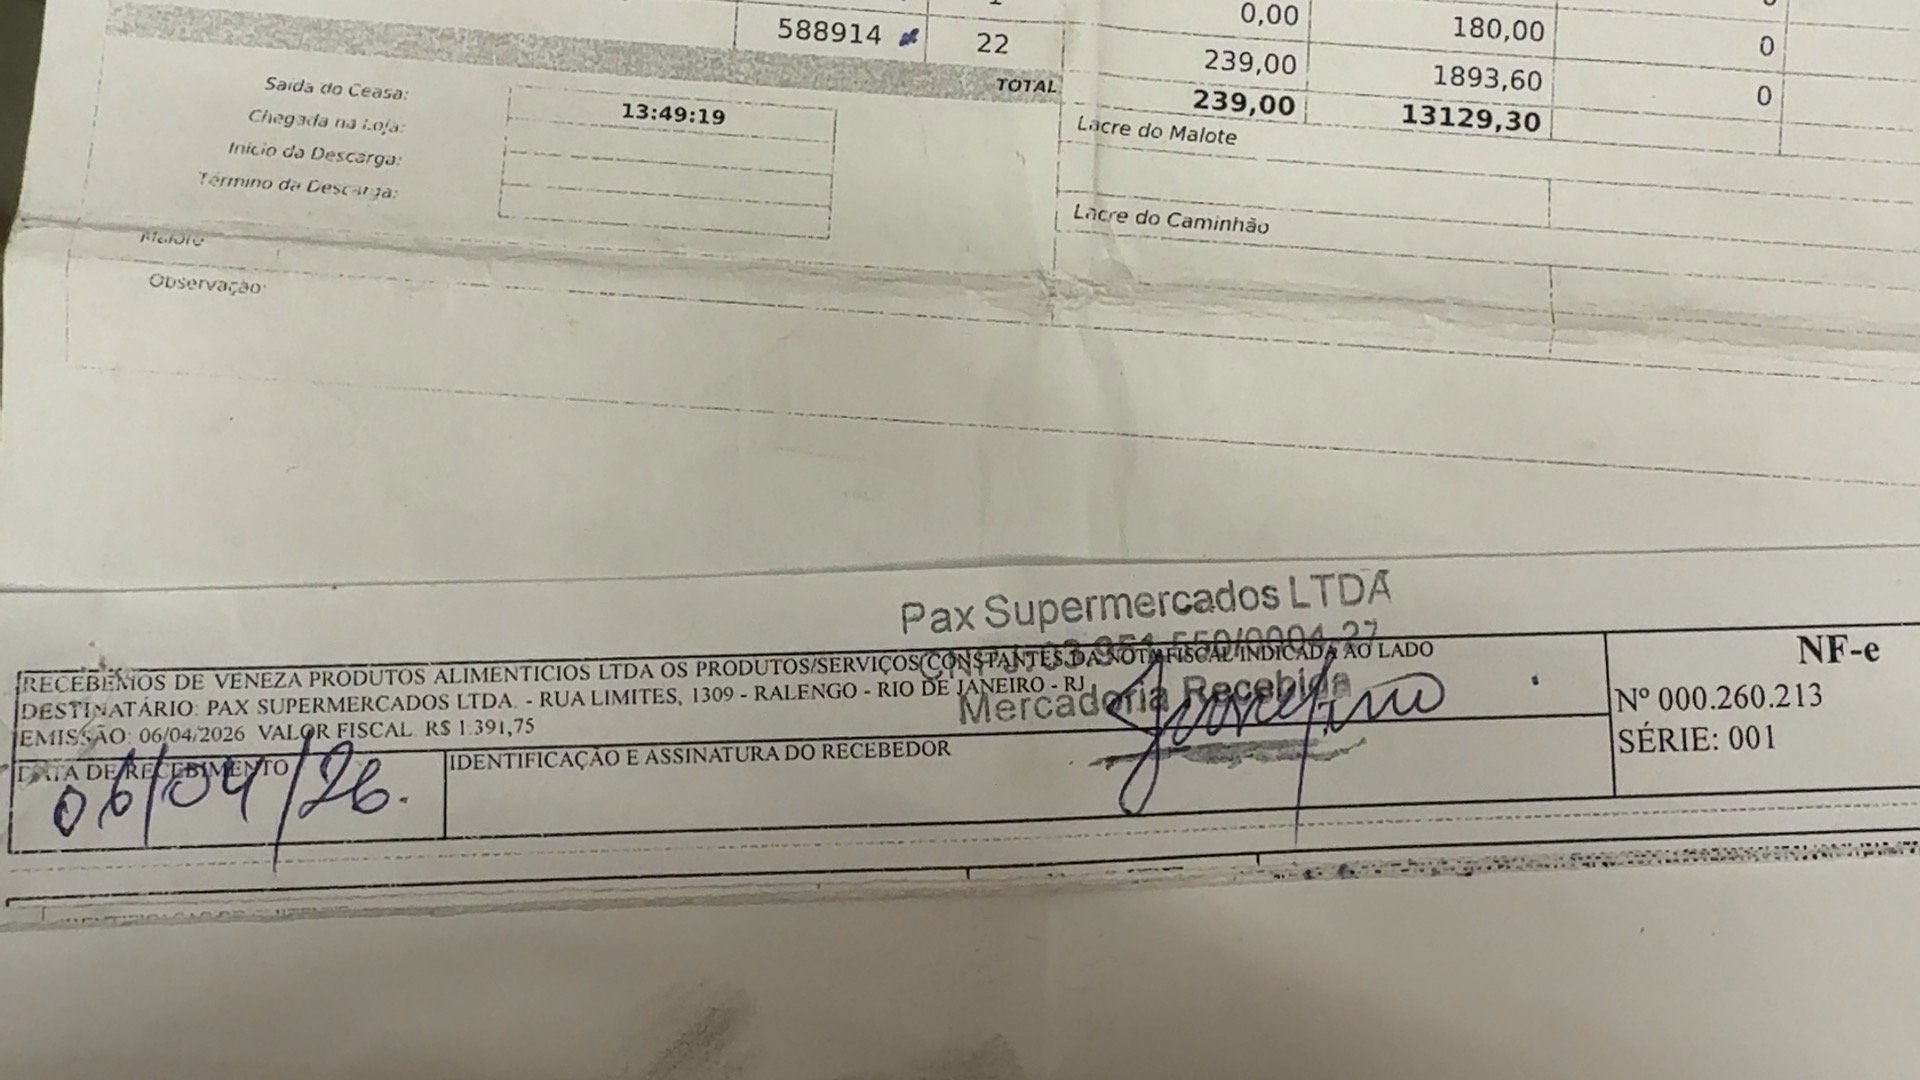 0,00 180,00 0
588914 22 239,00 1893,60 0
TOTAL 239,00 13129,30
Saída do Ceasa: 13:49:19
Chegada na Loja:
Início da Descarga:
Término da Descarga:
Malote
Observação:
Lacre do Malote
Lacre do Caminhão
Pax Supermercados LTDA
Mercadoria Recebida
RECEBEMOS DE VENEZA PRODUTOS ALIMENTICIOS LTDA OS PRODUTOS/SERVIÇOS CONSTANTES DA NOTA FISCAL INDICADA AO LADO
DESTINATÁRIO: PAX SUPERMERCADOS LTDA. - RUA LIMITES, 1309 - RALENGO - RIO DE JANEIRO - RJ
EMISSÃO: 06/04/2026 VALOR FISCAL R$ 1.391,75
DATA DE RECEBIMENTO
06/04/26.
IDENTIFICAÇÃO E ASSINATURA DO RECEBEDOR
NF-e
Nº 000.260.213
SÉRIE: 001